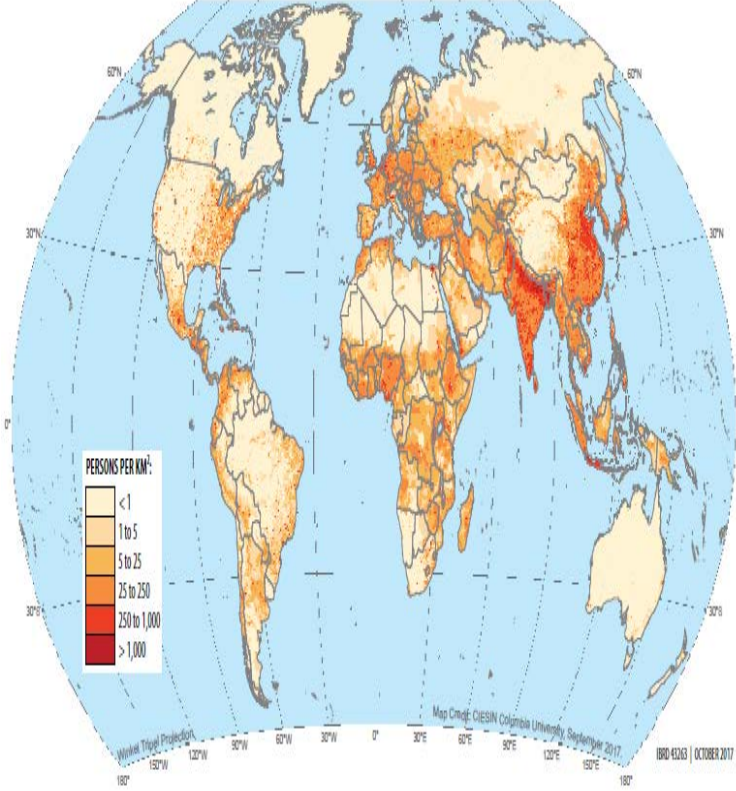 60°N
60°N
30°N
30°N
0°
0°
PERSONS PER KM²:
< 1
1 to 5
5 to 25
25 to 250
250 to 1,000
> 1,000
30°S
30°S
Map Credit: CIESIN Columbia University, September 2017.
Winkel Tripel Projection
IBRD 43263 | OCTOBER 2017
180°
150°W
120°W
90°W
60°W
30°W
0°
30°E
60°E
90°E
120°E
150°E
180°